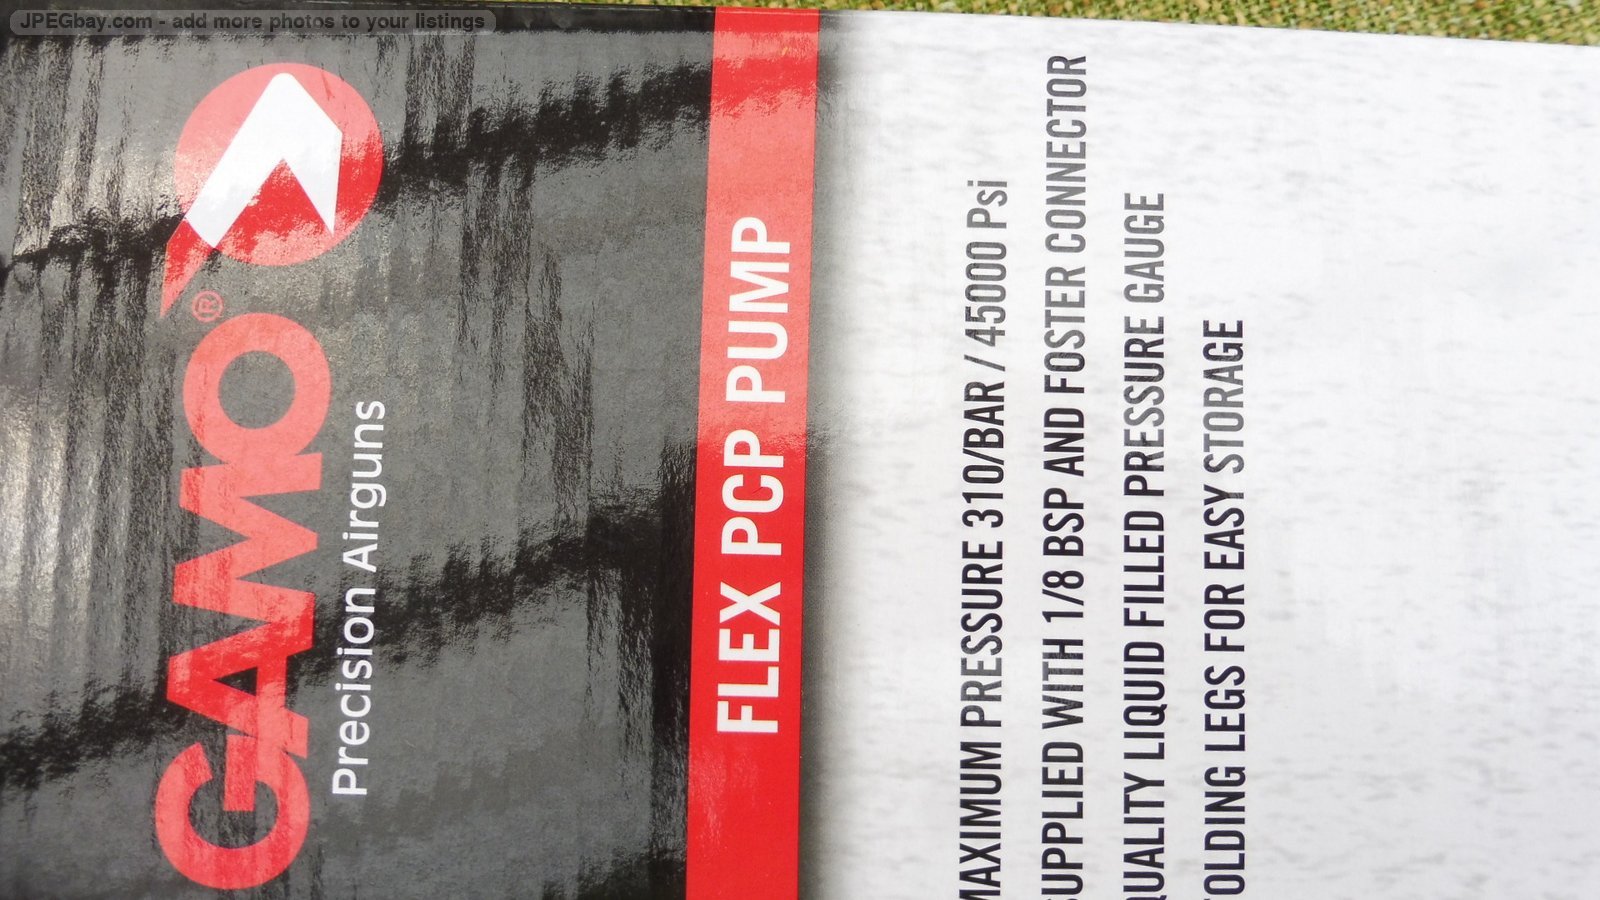 JPEGbay.com - add more photos to your listings
GAMO®
Precision Airguns
FLEX PCP PUMP
MAXIMUM PRESSURE 310/BAR / 45000 Psi
SUPPLIED WITH 1/8 BSP AND FOSTER CONNECTOR
QUALITY LIQUID FILLED PRESSURE GAUGE
FOLDING LEGS FOR EASY STORAGE